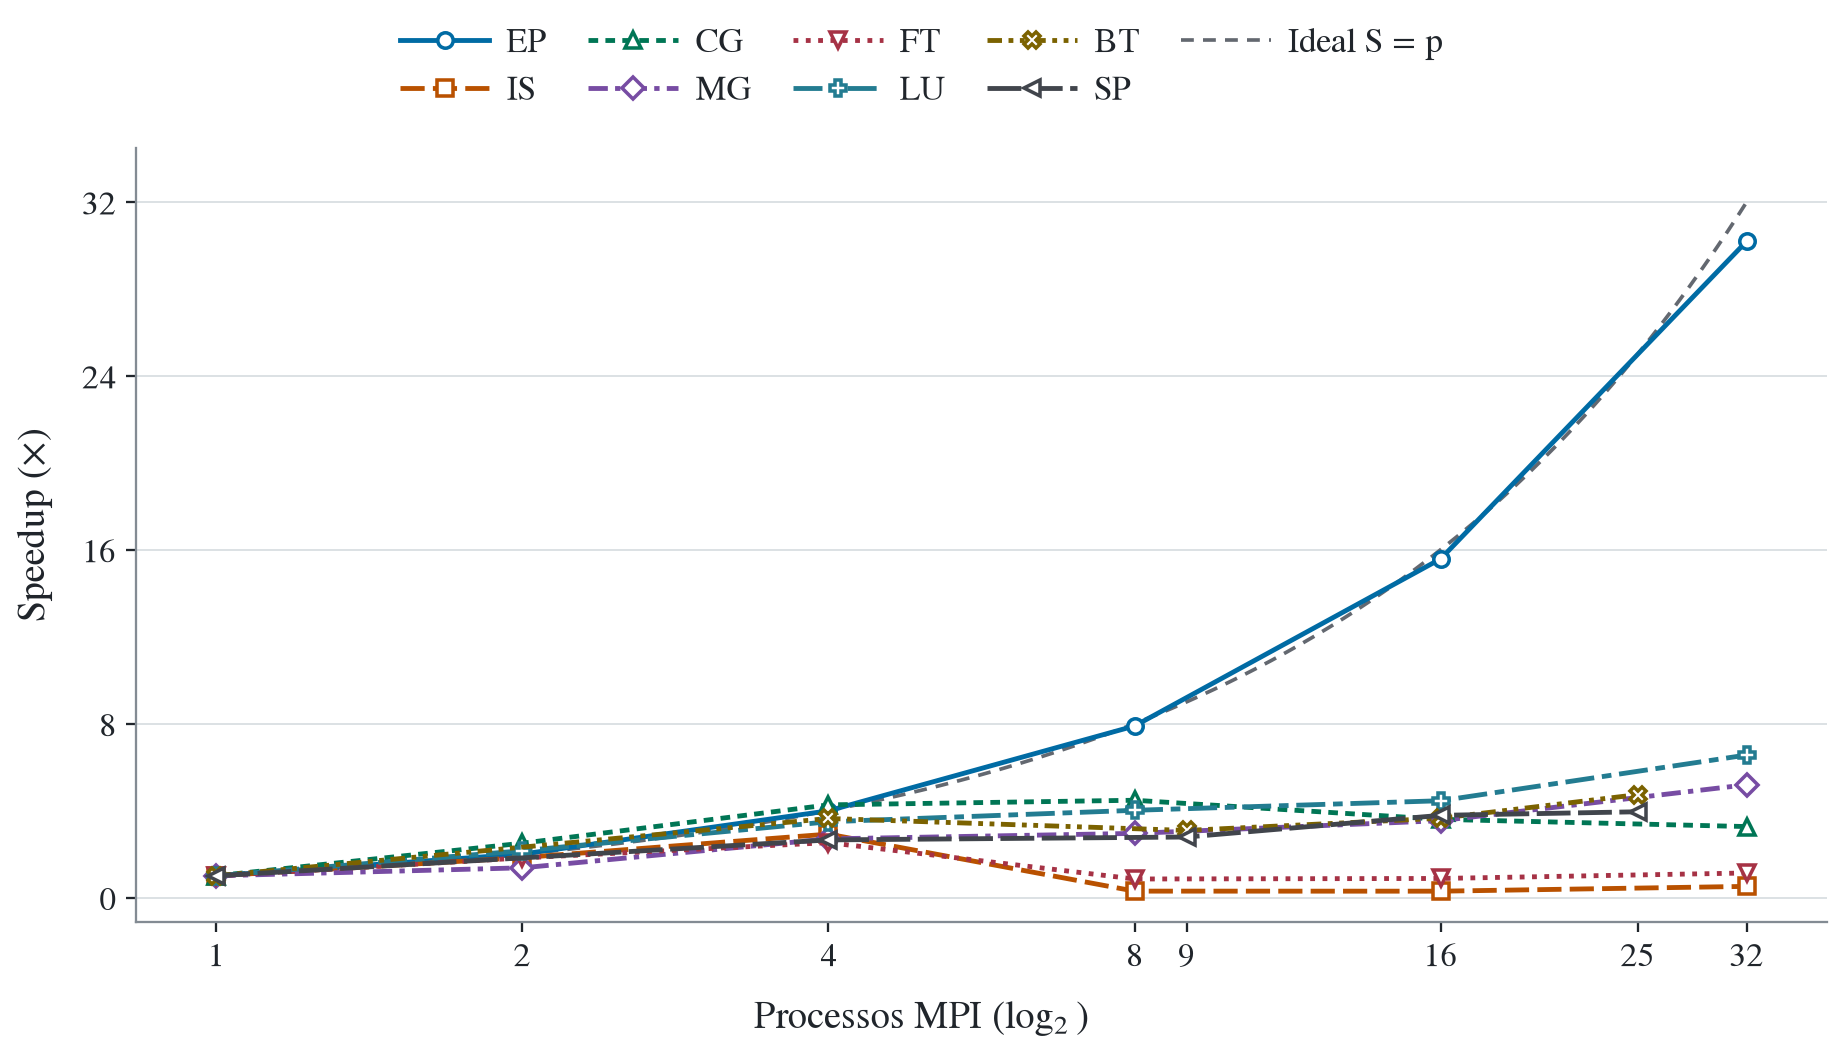 EP CG FT BT Ideal S = p
IS MG LU SP
32
24
16
8
0
Speedup (×)
1 2 4 8 9 16 25 32
Processos MPI (log₂ )